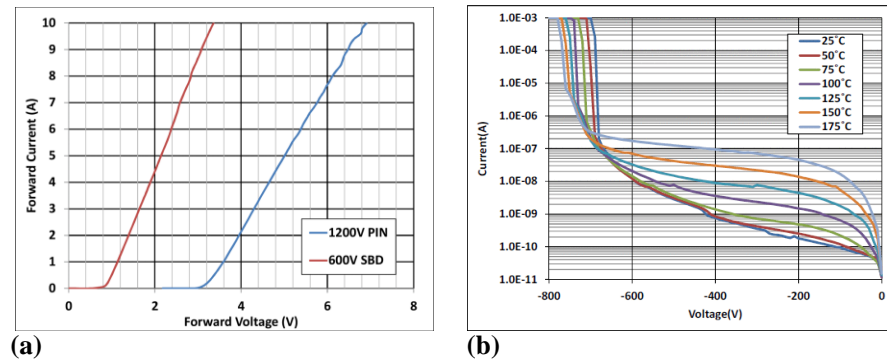 10
9
8
7
6
5
4
3
2
1
0
Forward Current (A)
0 2 4 6 8
Forward Voltage (V)
1200V PIN
600V SBD
(a)
1.0E-03
1.0E-04
1.0E-05
1.0E-06
1.0E-07
1.0E-08
1.0E-09
1.0E-10
1.0E-11
Current(A)
-800 -600 -400 -200 0
Voltage(V)
25˚C
50˚C
75˚C
100˚C
125˚C
150˚C
175˚C
(b)